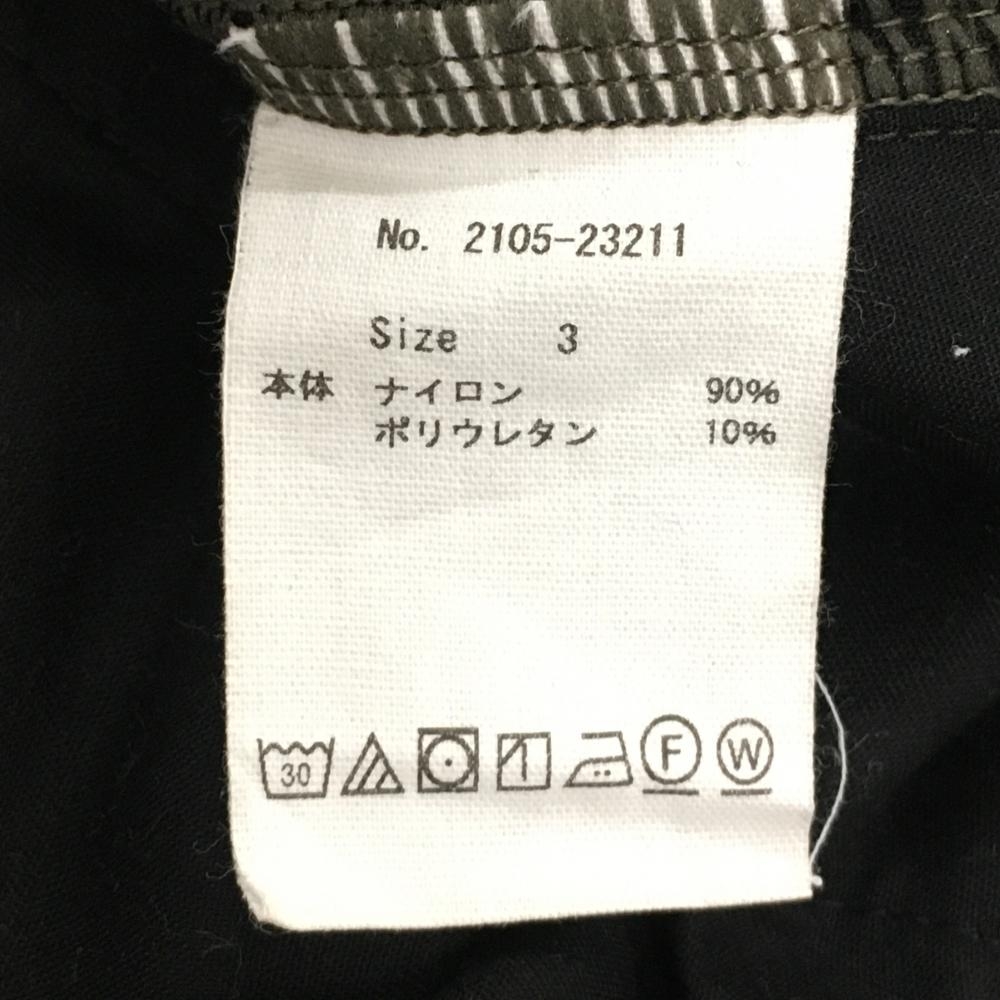 No. 2105-23211
Size 3
本体 ナイロン 90%
ポリウレタン 10%
30 F W